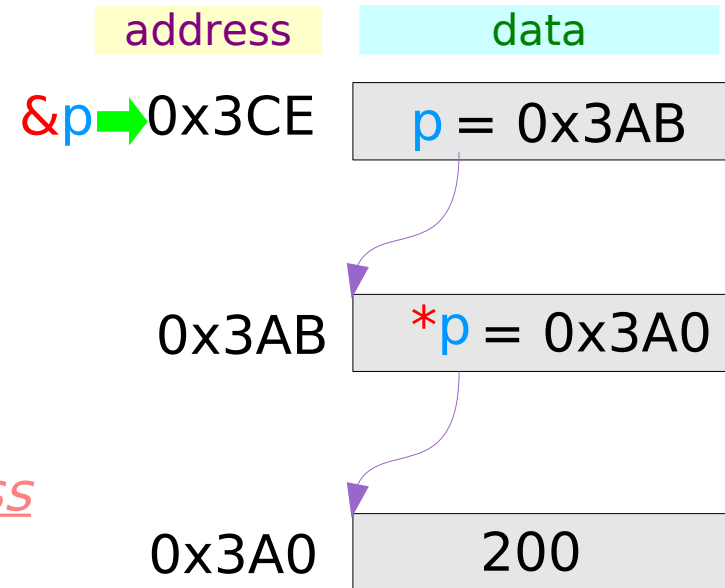 address data
&p 0x3CE p = 0x3AB
0x3AB *p = 0x3A0
0x3A0 200